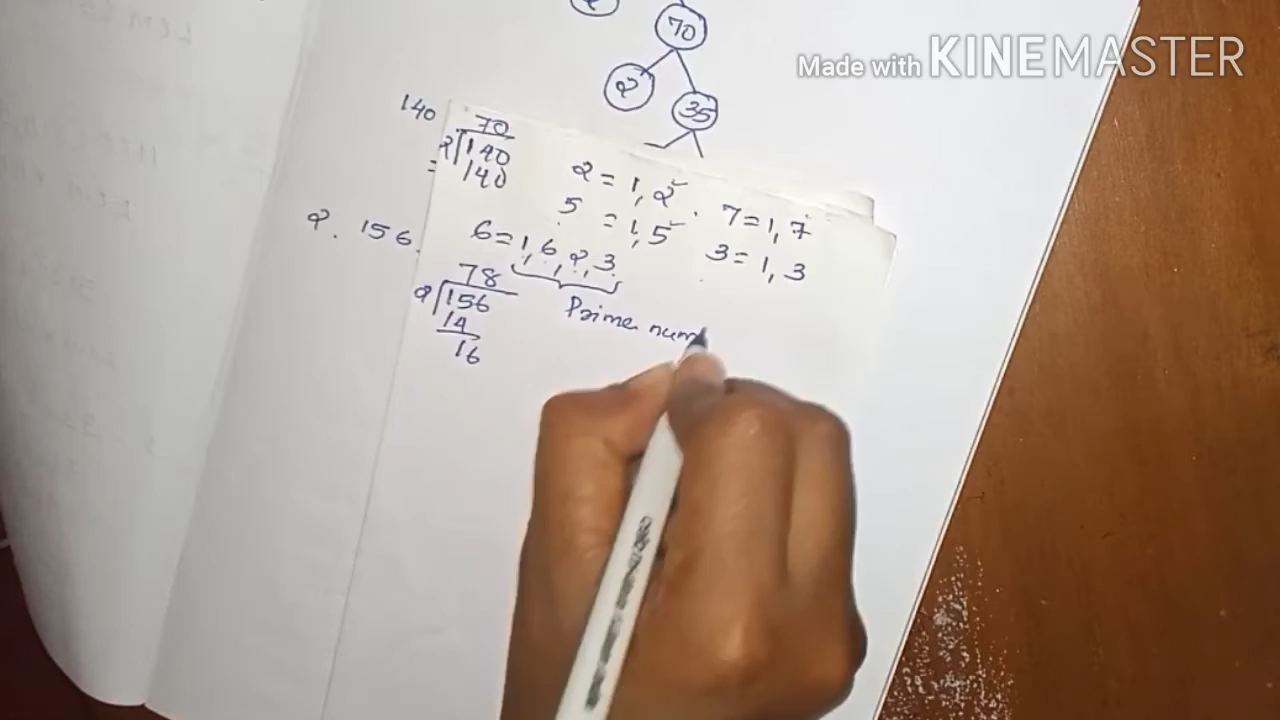 Made with KINEMASTER
70
2
35
140
70
2 140
140
=
2 = 1, 2
7 = 1, 7
5 = 1, 5
3 = 1, 3
2. 156.
6 = 1, 6, 2, 3
78
2 156
14
16
Prime num